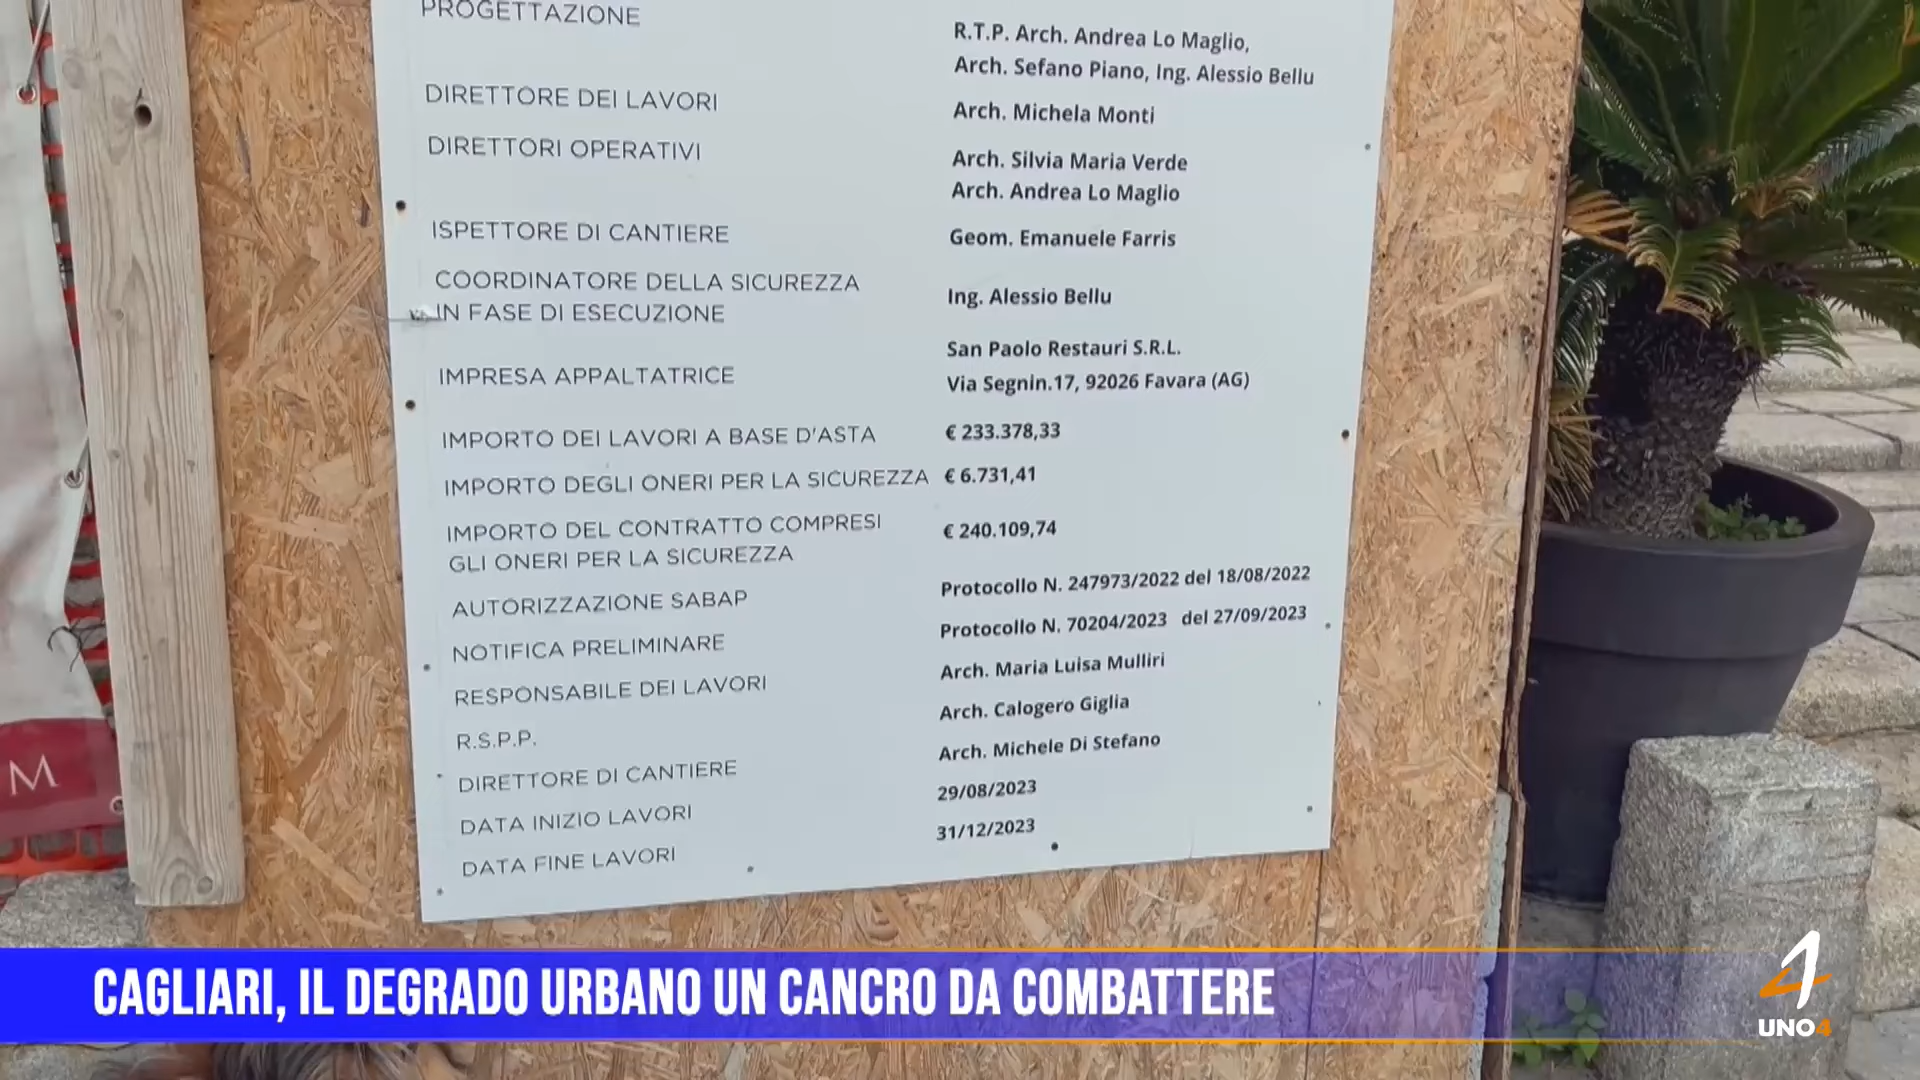 PROGETTAZIONE
R.T.P. Arch. Andrea Lo Maglio,
Arch. Sefano Piano, Ing. Alessio Bellu
DIRETTORE DEI LAVORI
Arch. Michela Monti
DIRETTORI OPERATIVI
Arch. Silvia Maria Verde
Arch. Andrea Lo Maglio
ISPETTORE DI CANTIERE
Geom. Emanuele Farris
COORDINATORE DELLA SICUREZZA
IN FASE DI ESECUZIONE
Ing. Alessio Bellu
IMPRESA APPALTATRICE
San Paolo Restauri S.R.L.
Via Segnin.17, 92026 Favara (AG)
IMPORTO DEI LAVORI A BASE D'ASTA
€ 233.378,33
IMPORTO DEGLI ONERI PER LA SICUREZZA
€ 6.731,41
IMPORTO DEL CONTRATTO COMPRESI
GLI ONERI PER LA SICUREZZA
€ 240.109,74
AUTORIZZAZIONE SABAP
Protocollo N. 247973/2022 del 18/08/2022
NOTIFICA PRELIMINARE
Protocollo N. 70204/2023 del 27/09/2023
RESPONSABILE DEI LAVORI
Arch. Maria Luisa Mulliri
R.S.P.P.
Arch. Calogero Giglia
DIRETTORE DI CANTIERE
Arch. Michele Di Stefano
DATA INIZIO LAVORI
29/08/2023
DATA FINE LAVORI
31/12/2023
M
CAGLIARI, IL DEGRADO URBANO UN CANCRO DA COMBATTERE
UNO4